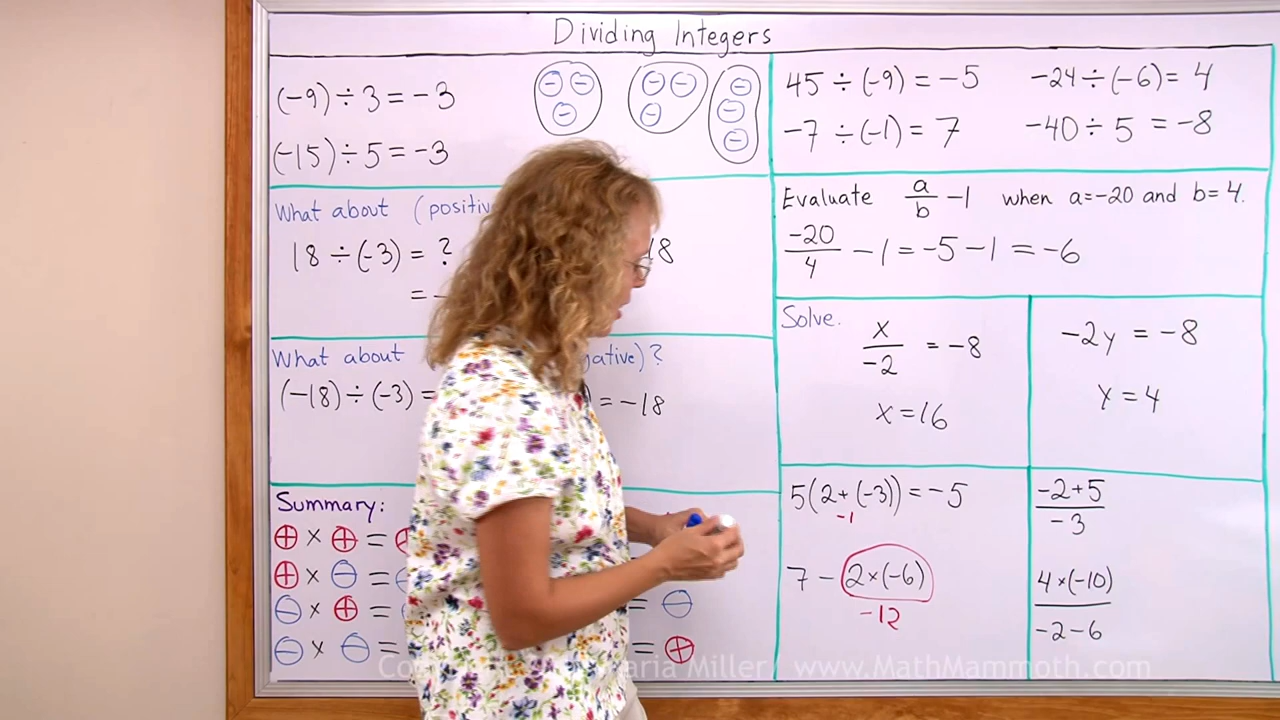 Dividing Integers
(-9) ÷ 3 = -3
(-15) ÷ 5 = -3
What about (positiv
18 ÷ (-3) = ?
18
= -
What about
gative)?
(-18) ÷ (-3) =
= -18
Summary:
⊕ × ⊕ = ⊕
⊕ × ⊖ =
⊖ × ⊕ =
⊖ × ⊖ =
= ⊖
= ⊕
45 ÷ (-9) = -5
-24 ÷ (-6) = 4
-7 ÷ (-1) = 7
-40 ÷ 5 = -8
Evaluate a/b -1 when a=-20 and b=4.
-20/4 - 1 = -5 - 1 = -6
Solve.
x/-2 = -8
x = 16
-2y = -8
y = 4
5(2+(-3)) = -5
-1
7 - 2×(-6)
-12
-2+5
-3
4×(-10)
-2-6
Maria Miller / www.MathMammoth.com